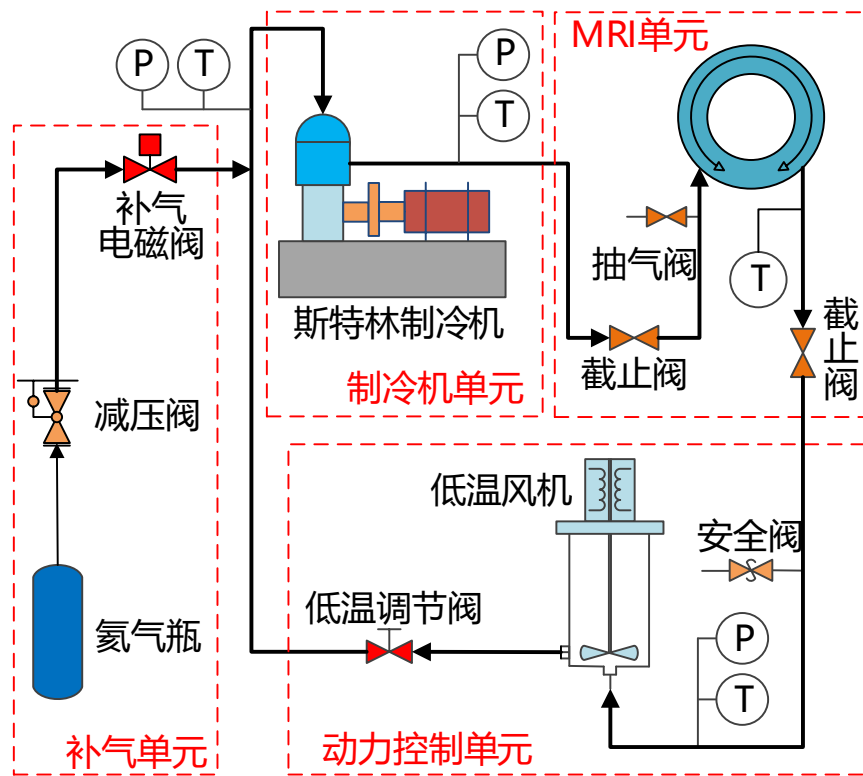 MRI单元
P
T
P
T
补气
电磁阀
抽气阀
T
斯特林制冷机
截
止
阀
截止阀
制冷机单元
减压阀
低温风机
安全阀
低温调节阀
氦气瓶
P
T
补气单元
动力控制单元